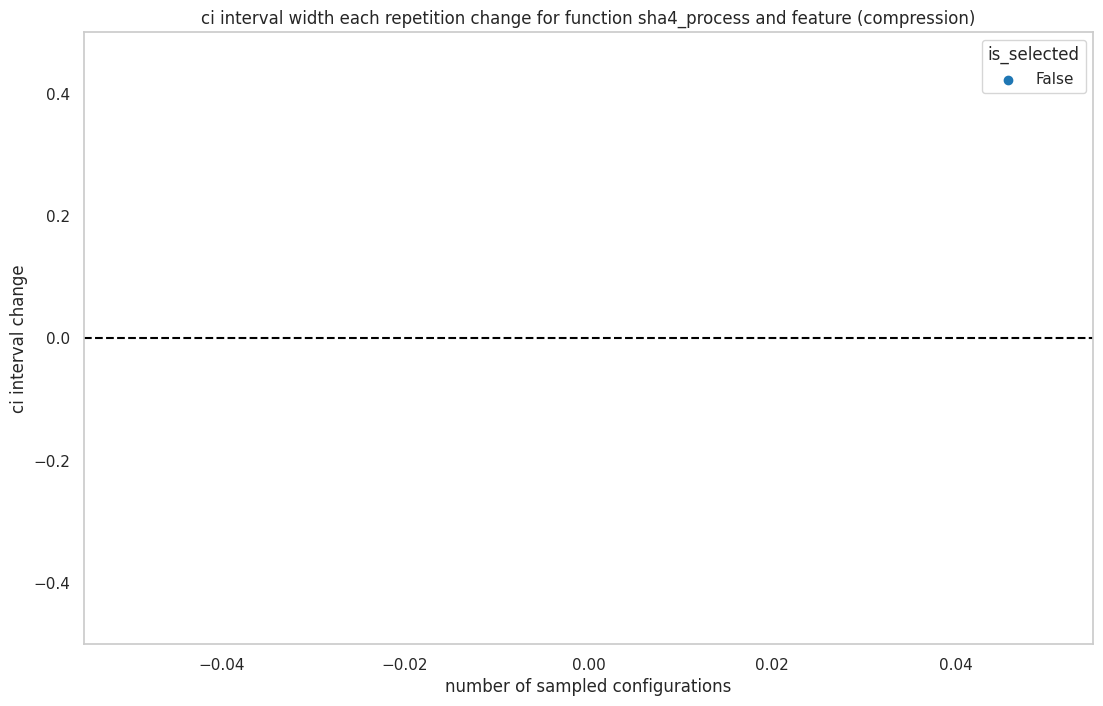 ci interval width each repetition change for function sha4_process and feature (compression)
is_selected
False
0.4
0.2
0.0
−0.2
−0.4
ci interval change
−0.04
−0.02
0.00
0.02
0.04
number of sampled configurations